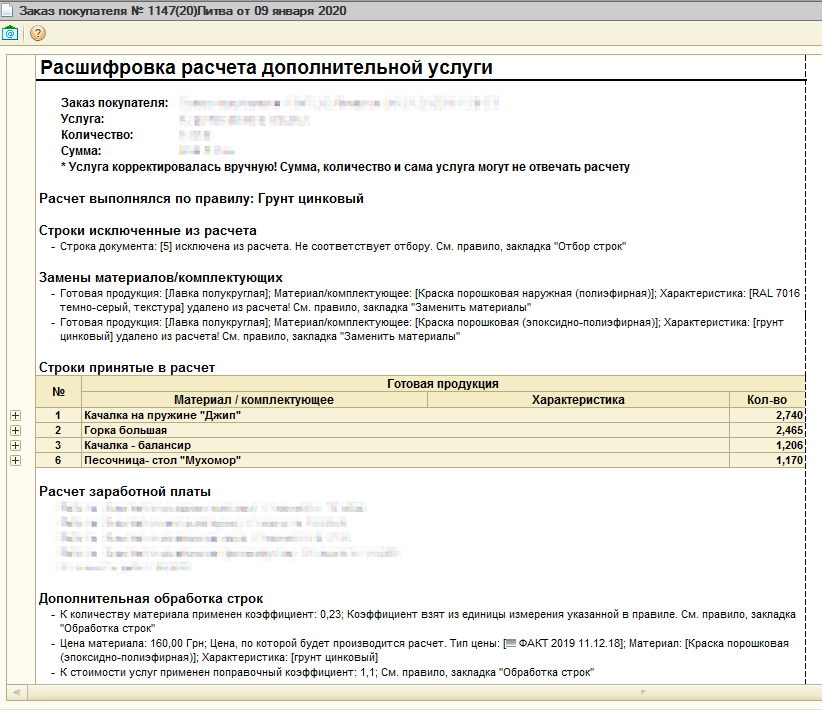 Заказ покупателя № 1147(20)Литва от 09 января 2020
Расшифровка расчета дополнительной услуги
Заказ покупателя:
Услуга:
Количество:
Сумма:
* Услуга корректировалась вручную! Сумма, количество и сама услуга могут не отвечать расчету
Расчет выполнялся по правилу: Грунт цинковый
Строки исключенные из расчета
- Строка документа: [5] исключена из расчета. Не соответствует отбору. См. правило, закладка "Отбор строк"
Замены материалов/комплектующих
- Готовая продукция: [Лавка полукруглая]; Материал/комплектующее: [Краска порошковая наружная (полиэфирная)]; Характеристика: [RAL 7016
темно-серый, текстура] удалено из расчета! См. правило, закладка "Заменить материалы"
- Готовая продукция: [Лавка полукруглая]; Материал/комплектующее: [Краска порошковая (эпоксидно-полиэфирная)]; Характеристика: [грунт
цинковый] удалено из расчета! См. правило, закладка "Заменить материалы"
Строки принятые в расчет
№ Готовая продукция
Материал / комплектующее Характеристика Кол-во
1 Качалка на пружине "Джип" 2,740
2 Горка большая 2,465
3 Качалка - балансир 1,206
6 Песочница- стол "Мухомор" 1,170
Расчет заработной платы
Дополнительная обработка строк
- К количеству материала применен коэффициент: 0,23; Коэффициент взят из единицы измерения указанной в правиле. См. правило, закладка
"Обработка строк"
- Цена материала: 160,00 Грн; Цена, по которой будет производится расчет. Тип цены: [ФАКТ 2019 11.12.18]; Материал: [Краска порошковая
(эпоксидно-полиэфирная)]; Характеристика: [грунт цинковый]
- К стоимости услуг применен поправочный коэффициент: 1,1; См. правило, закладка "Обработка строк"